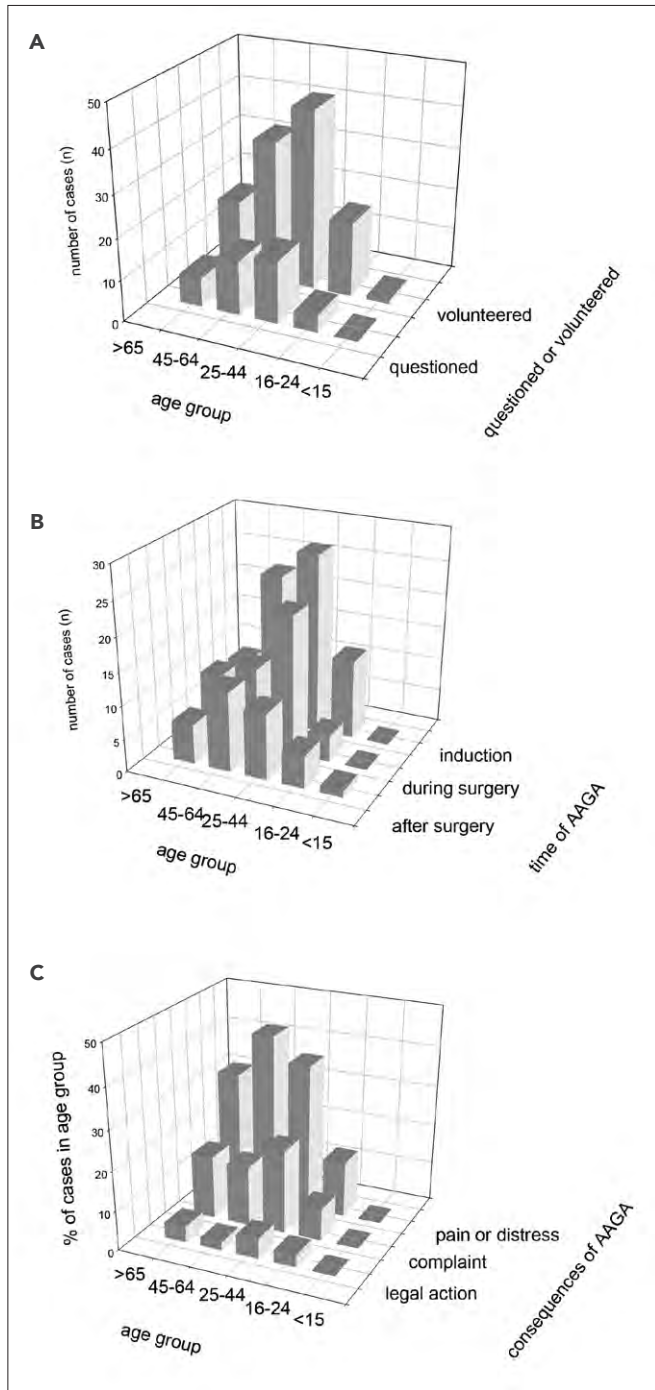 A
50
40
30
20
10
0
number of cases (n)
>65
45-64
25-44
16-24
<15
age group
volunteered
questioned
questioned or volunteered
B
30
25
20
15
10
5
0
number of cases (n)
>65
45-64
25-44
16-24
<15
age group
induction
during surgery
after surgery
time of AAGA
C
50
40
30
20
10
0
% of cases in age group
>65
45-64
25-44
16-24
<15
age group
pain or distress
complaint
legal action
consequences of AAGA